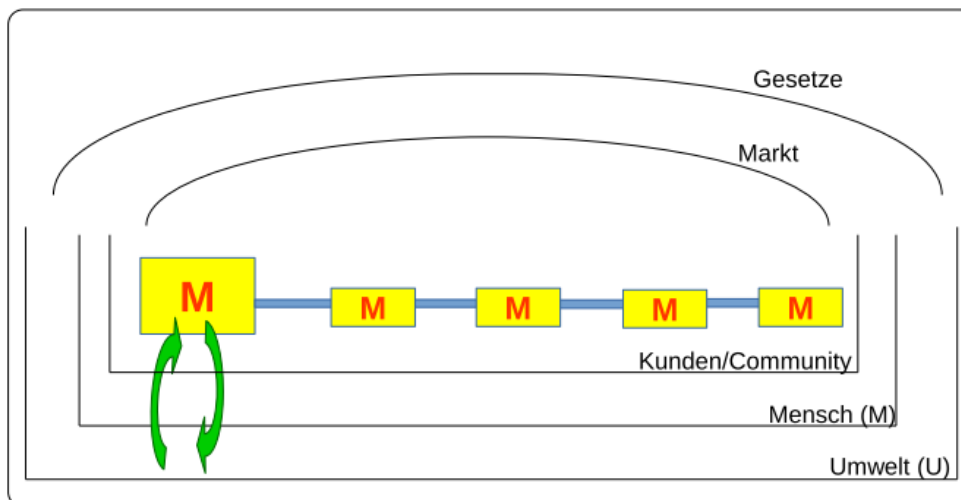 Gesetze
Markt
M
M
M
M
M
Kunden/Community
Mensch (M)
Umwelt (U)